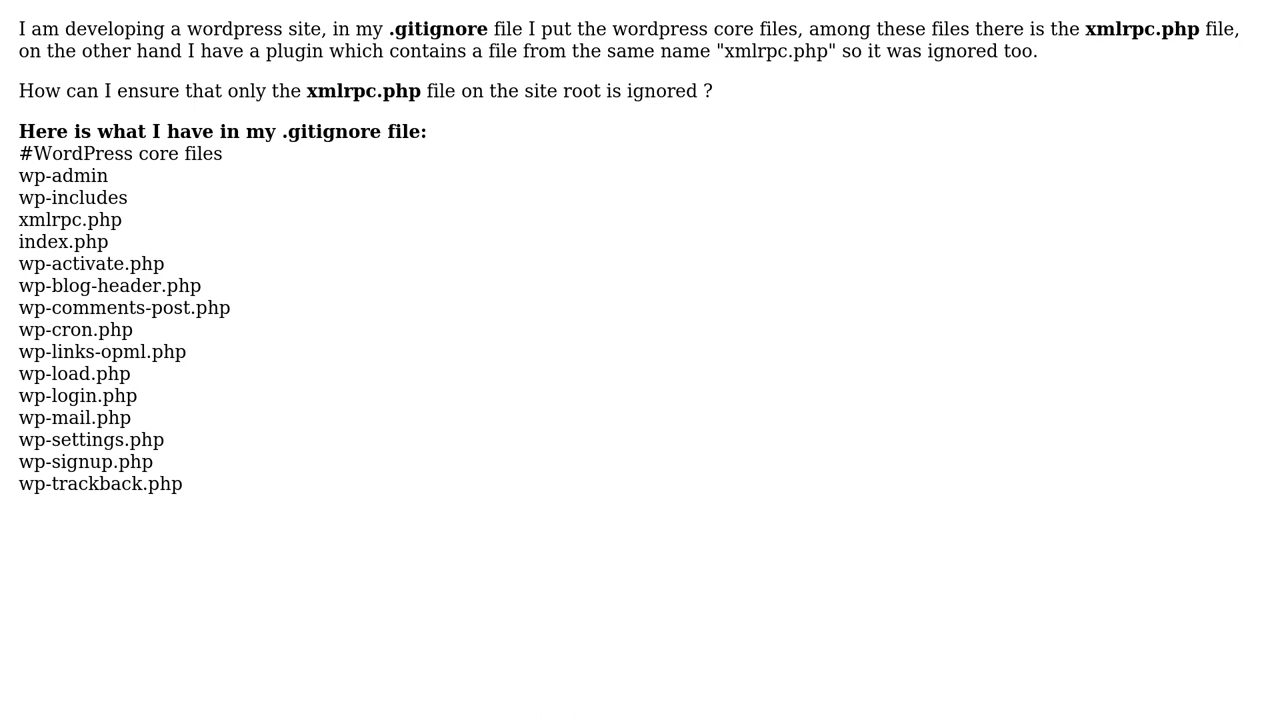 I am developing a wordpress site, in my .gitignore file I put the wordpress core files, among these files there is the xmlrpc.php file,
on the other hand I have a plugin which contains a file from the same name "xmlrpc.php" so it was ignored too.
How can I ensure that only the xmlrpc.php file on the site root is ignored ?
Here is what I have in my .gitignore file:
#WordPress core files
wp-admin
wp-includes
xmlrpc.php
index.php
wp-activate.php
wp-blog-header.php
wp-comments-post.php
wp-cron.php
wp-links-opml.php
wp-load.php
wp-login.php
wp-mail.php
wp-settings.php
wp-signup.php
wp-trackback.php